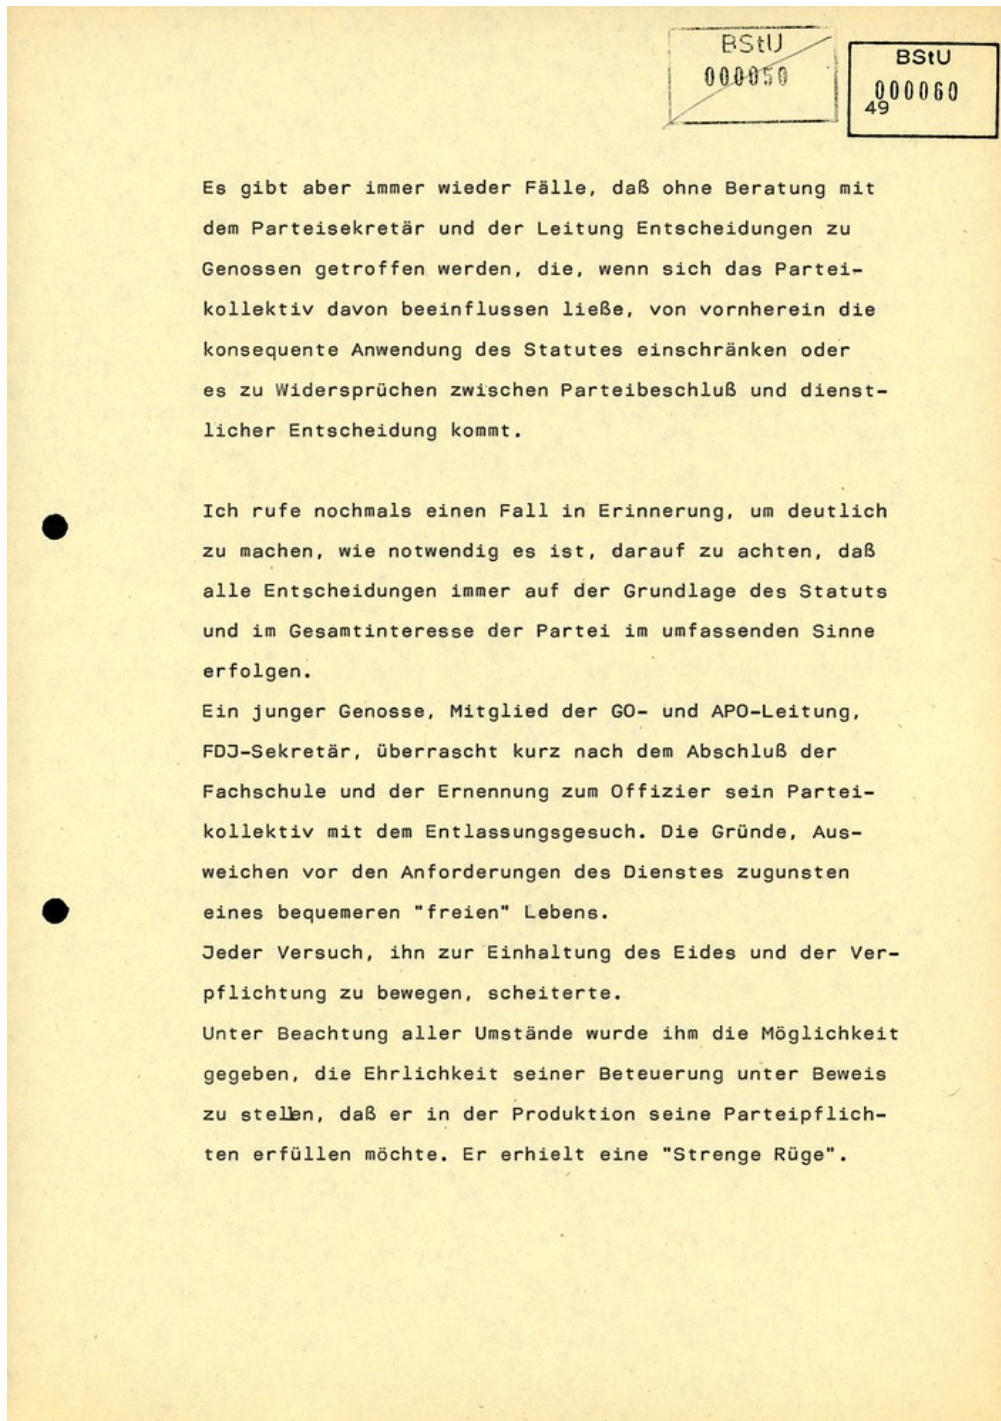 BStU
000050
BStU
000060
49
Es gibt aber immer wieder Fälle, daß ohne Beratung mit
dem Parteisekretär und der Leitung Entscheidungen zu
Genossen getroffen werden, die, wenn sich das Partei-
kollektiv davon beeinflussen ließe, von vornherein die
konsequente Anwendung des Statutes einschränken oder
es zu Widersprüchen zwischen Parteibeschluß und dienst-
licher Entscheidung kommt.
Ich rufe nochmals einen Fall in Erinnerung, um deutlich
zu machen, wie notwendig es ist, darauf zu achten, daß
alle Entscheidungen immer auf der Grundlage des Statuts
und im Gesamtinteresse der Partei im umfassenden Sinne
erfolgen.
Ein junger Genosse, Mitglied der GO- und APO-Leitung,
FDJ-Sekretär, überrascht kurz nach dem Abschluß der
Fachschule und der Ernennung zum Offizier sein Partei-
kollektiv mit dem Entlassungsgesuch. Die Gründe, Aus-
weichen vor den Anforderungen des Dienstes zugunsten
eines bequemeren "freien" Lebens.
Jeder Versuch, ihn zur Einhaltung des Eides und der Ver-
pflichtung zu bewegen, scheiterte.
Unter Beachtung aller Umstände wurde ihm die Möglichkeit
gegeben, die Ehrlichkeit seiner Beteuerung unter Beweis
zu stellen, daß er in der Produktion seine Parteipflich-
ten erfüllen möchte. Er erhielt eine "Strenge Rüge".